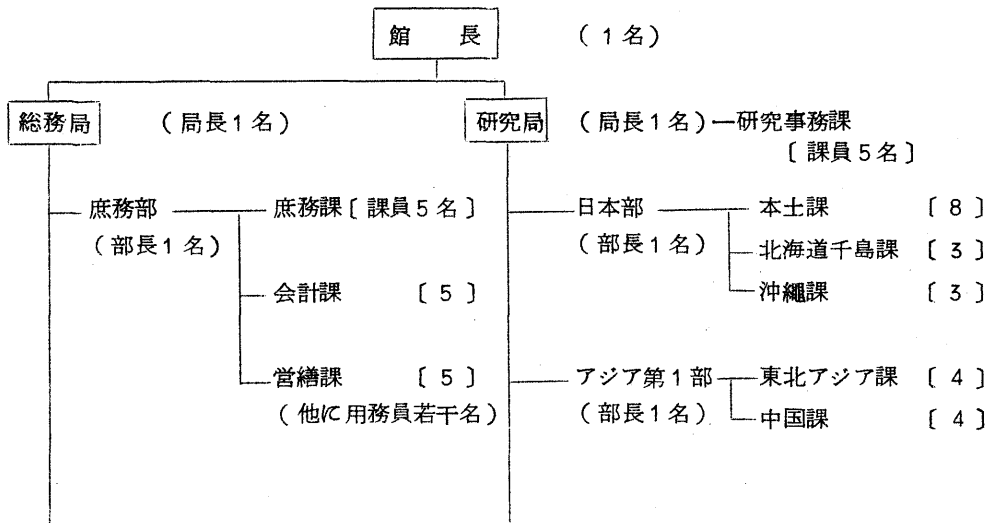 館　長　（1名）
総務局　（局長1名）　研究局　（局長1名）―研究事務課
〔課員5名〕
庶務部　庶務課〔課員5名〕　日本部　本土課　〔8〕
（部長1名）　（部長1名）　北海道千島課　〔3〕
会計課　〔5〕　沖縄課　〔3〕
営繕課　〔5〕　アジア第1部　東北アジア課　〔4〕
（他に用務員若干名）　（部長1名）　中国課　〔4〕